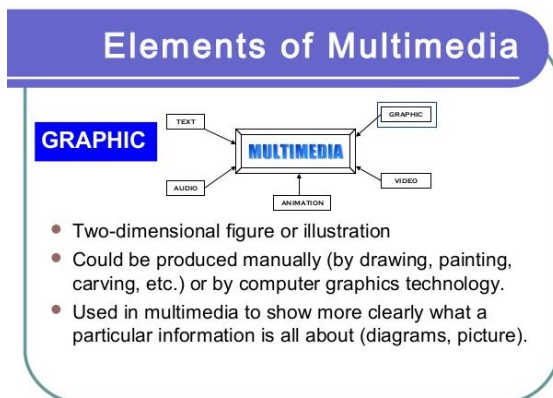 Elements of Multimedia
GRAPHIC
TEXT
GRAPHIC
MULTIMEDIA
AUDIO
VIDEO
ANIMATION
Two-dimensional figure or illustration
Could be produced manually (by drawing, painting,
carving, etc.) or by computer graphics technology.
Used in multimedia to show more clearly what a
particular information is all about (diagrams, picture).